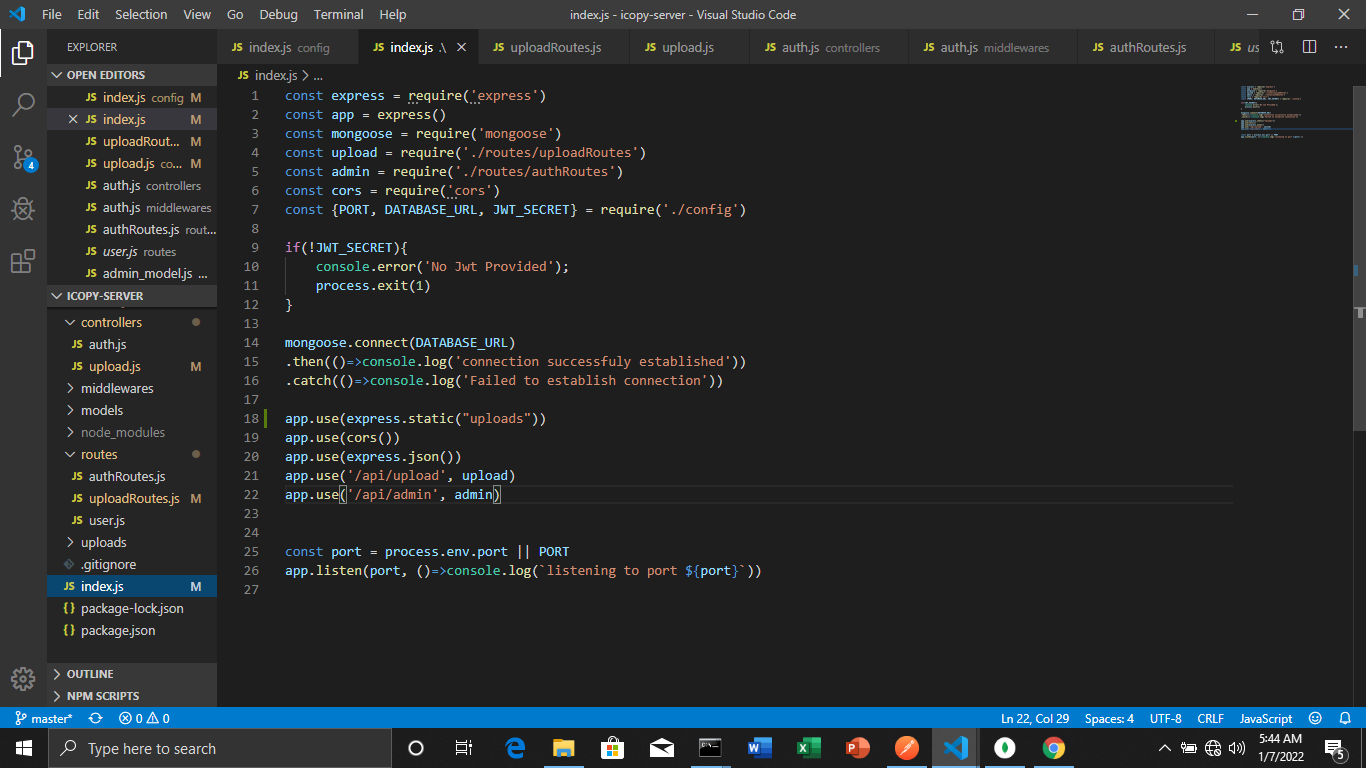 File Edit Selection View Go Debug Terminal Help
index.js - icopy-server - Visual Studio Code
EXPLORER
JS index.js config
JS index.js .\
JS uploadRoutes.js
JS upload.js
JS auth.js controllers
JS auth.js middlewares
JS authRoutes.js
JS us
OPEN EDITORS
JS index.js config M
JS index.js M
JS uploadRout... M
JS upload.js co... M
JS auth.js controllers
JS auth.js middlewares
JS authRoutes.js rout...
JS user.js routes
JS admin_model.js ...
ICOPY-SERVER
controllers
JS auth.js
JS upload.js M
middlewares
models
node_modules
routes
JS authRoutes.js
JS uploadRoutes.js M
JS user.js
uploads
.gitignore
JS index.js M
{} package-lock.json
{} package.json
OUTLINE
NPM SCRIPTS
4
JS index.js > ...
1 const express = require('express')
2 const app = express()
3 const mongoose = require('mongoose')
4 const upload = require('./routes/uploadRoutes')
5 const admin = require('./routes/authRoutes')
6 const cors = require('cors')
7 const {PORT, DATABASE_URL, JWT_SECRET} = require('./config')
8
9 if(!JWT_SECRET){
10 console.error('No Jwt Provided');
11 process.exit(1)
12 }
13
14 mongoose.connect(DATABASE_URL)
15 .then(()=>console.log('connection successfuly established'))
16 .catch(()=>console.log('Failed to establish connection'))
17
18 app.use(express.static("uploads"))
19 app.use(cors())
20 app.use(express.json())
21 app.use('/api/upload', upload)
22 app.use('/api/admin', admin)
23
24
25 const port = process.env.port || PORT
26 app.listen(port, ()=>console.log(`listening to port ${port}`))
27
master* 0 0
Ln 22, Col 29 Spaces: 4 UTF-8 CRLF JavaScript
Type here to search
5:44 AM
1/7/2022
5